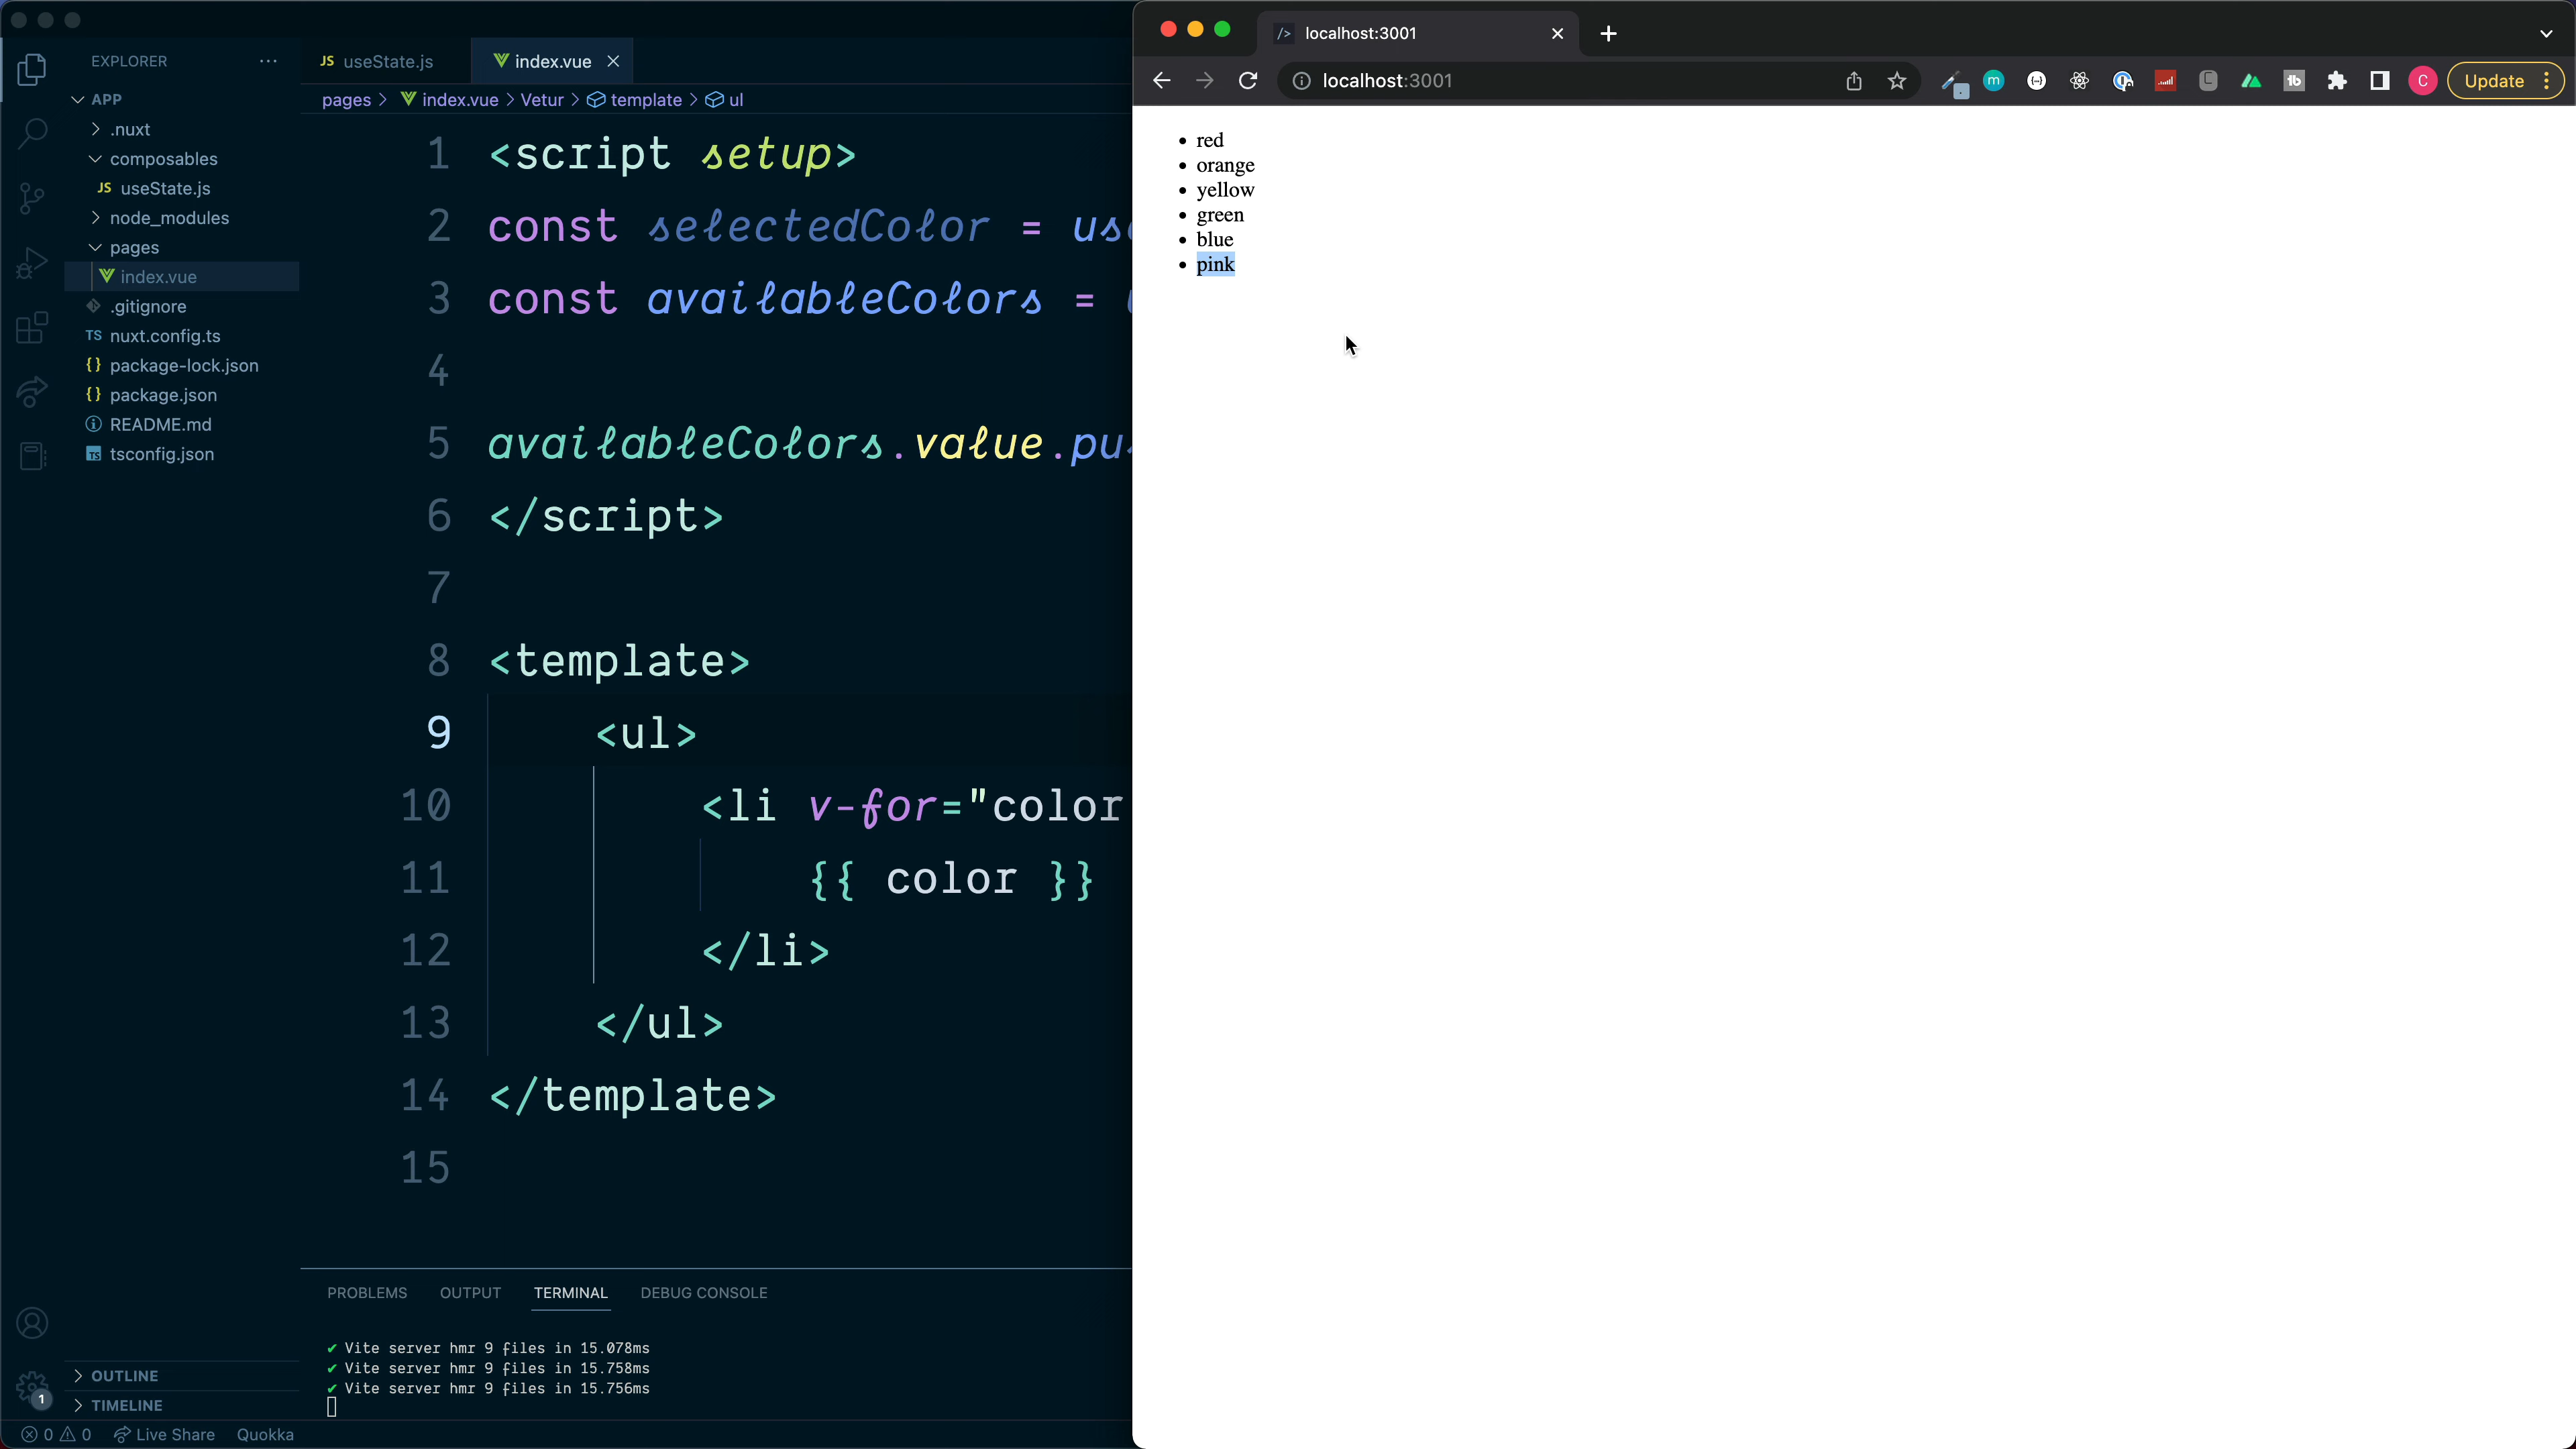 EXPLORER
APP
.nuxt
composables
JS useState.js
node_modules
pages
index.vue
.gitignore
TS nuxt.config.ts
{} package-lock.json
{} package.json
README.md
TS tsconfig.json
OUTLINE
TIMELINE
1
JS useState.js
index.vue
pages > index.vue > Vetur > template > ul
1 <script setup>
2 const selectedColor = us
3 const availableColors =
4
5 availableColors.value.pu
6 </script>
7
8 <template>
9 <ul>
10 <li v-for="color
11 {{ color }}
12 </li>
13 </ul>
14 </template>
15
PROBLEMS OUTPUT TERMINAL DEBUG CONSOLE
✔ Vite server hmr 9 files in 15.078ms
✔ Vite server hmr 9 files in 15.758ms
✔ Vite server hmr 9 files in 15.756ms
0 0 Live Share Quokka
localhost:3001
localhost:3001
m
tb
C
Update
• red
• orange
• yellow
• green
• blue
• pink